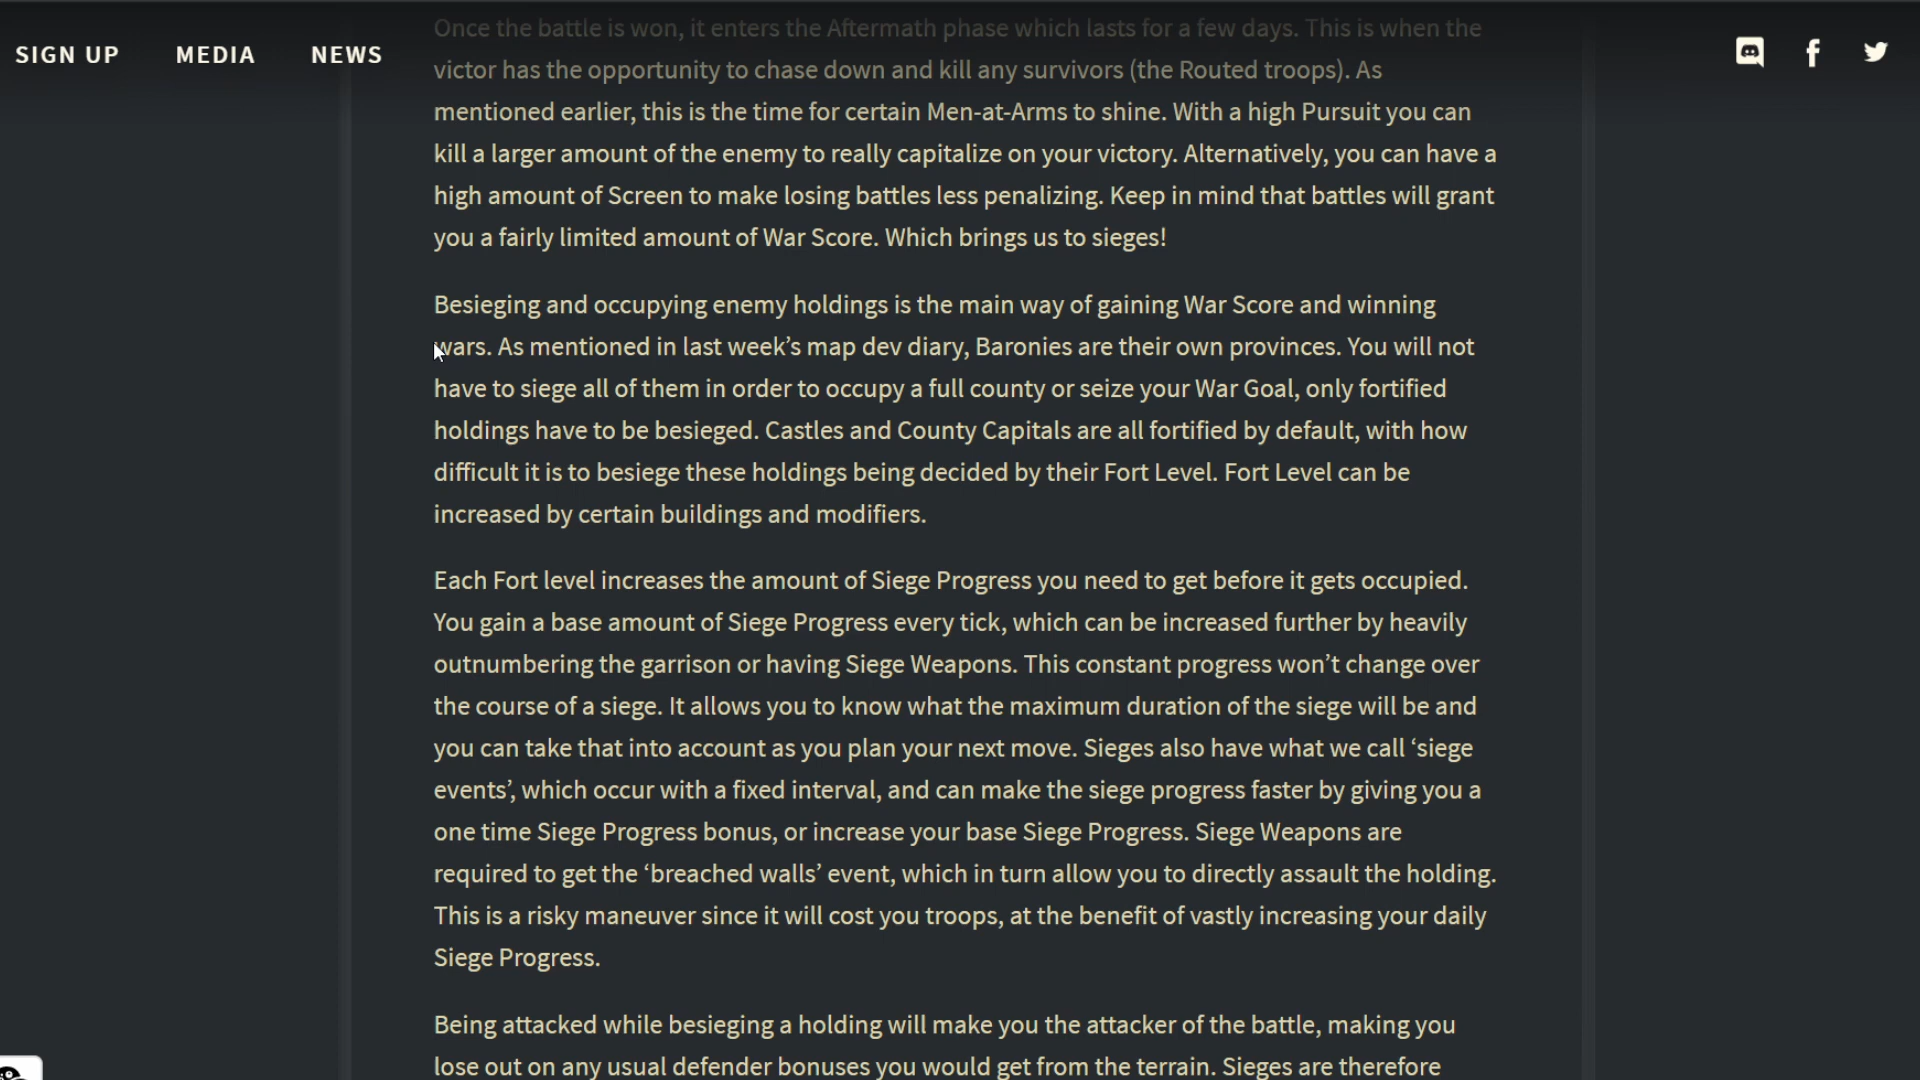 Once the battle is won, it enters the Aftermath phase which lasts for a few days. This is when the
SIGN UP MEDIA NEWS
victor has the opportunity to chase down and kill any survivors (the Routed troops). As
mentioned earlier, this is the time for certain Men-at-Arms to shine. With a high Pursuit you can
kill a larger amount of the enemy to really capitalize on your victory. Alternatively, you can have a
high amount of Screen to make losing battles less penalizing. Keep in mind that battles will grant
you a fairly limited amount of War Score. Which brings us to sieges!
Besieging and occupying enemy holdings is the main way of gaining War Score and winning
wars. As mentioned in last week’s map dev diary, Baronies are their own provinces. You will not
have to siege all of them in order to occupy a full county or seize your War Goal, only fortified
holdings have to be besieged. Castles and County Capitals are all fortified by default, with how
difficult it is to besiege these holdings being decided by their Fort Level. Fort Level can be
increased by certain buildings and modifiers.
Each Fort level increases the amount of Siege Progress you need to get before it gets occupied.
You gain a base amount of Siege Progress every tick, which can be increased further by heavily
outnumbering the garrison or having Siege Weapons. This constant progress won’t change over
the course of a siege. It allows you to know what the maximum duration of the siege will be and
you can take that into account as you plan your next move. Sieges also have what we call ‘siege
events’, which occur with a fixed interval, and can make the siege progress faster by giving you a
one time Siege Progress bonus, or increase your base Siege Progress. Siege Weapons are
required to get the ‘breached walls’ event, which in turn allow you to directly assault the holding.
This is a risky maneuver since it will cost you troops, at the benefit of vastly increasing your daily
Siege Progress.
Being attacked while besieging a holding will make you the attacker of the battle, making you
lose out on any usual defender bonuses you would get from the terrain. Sieges are therefore